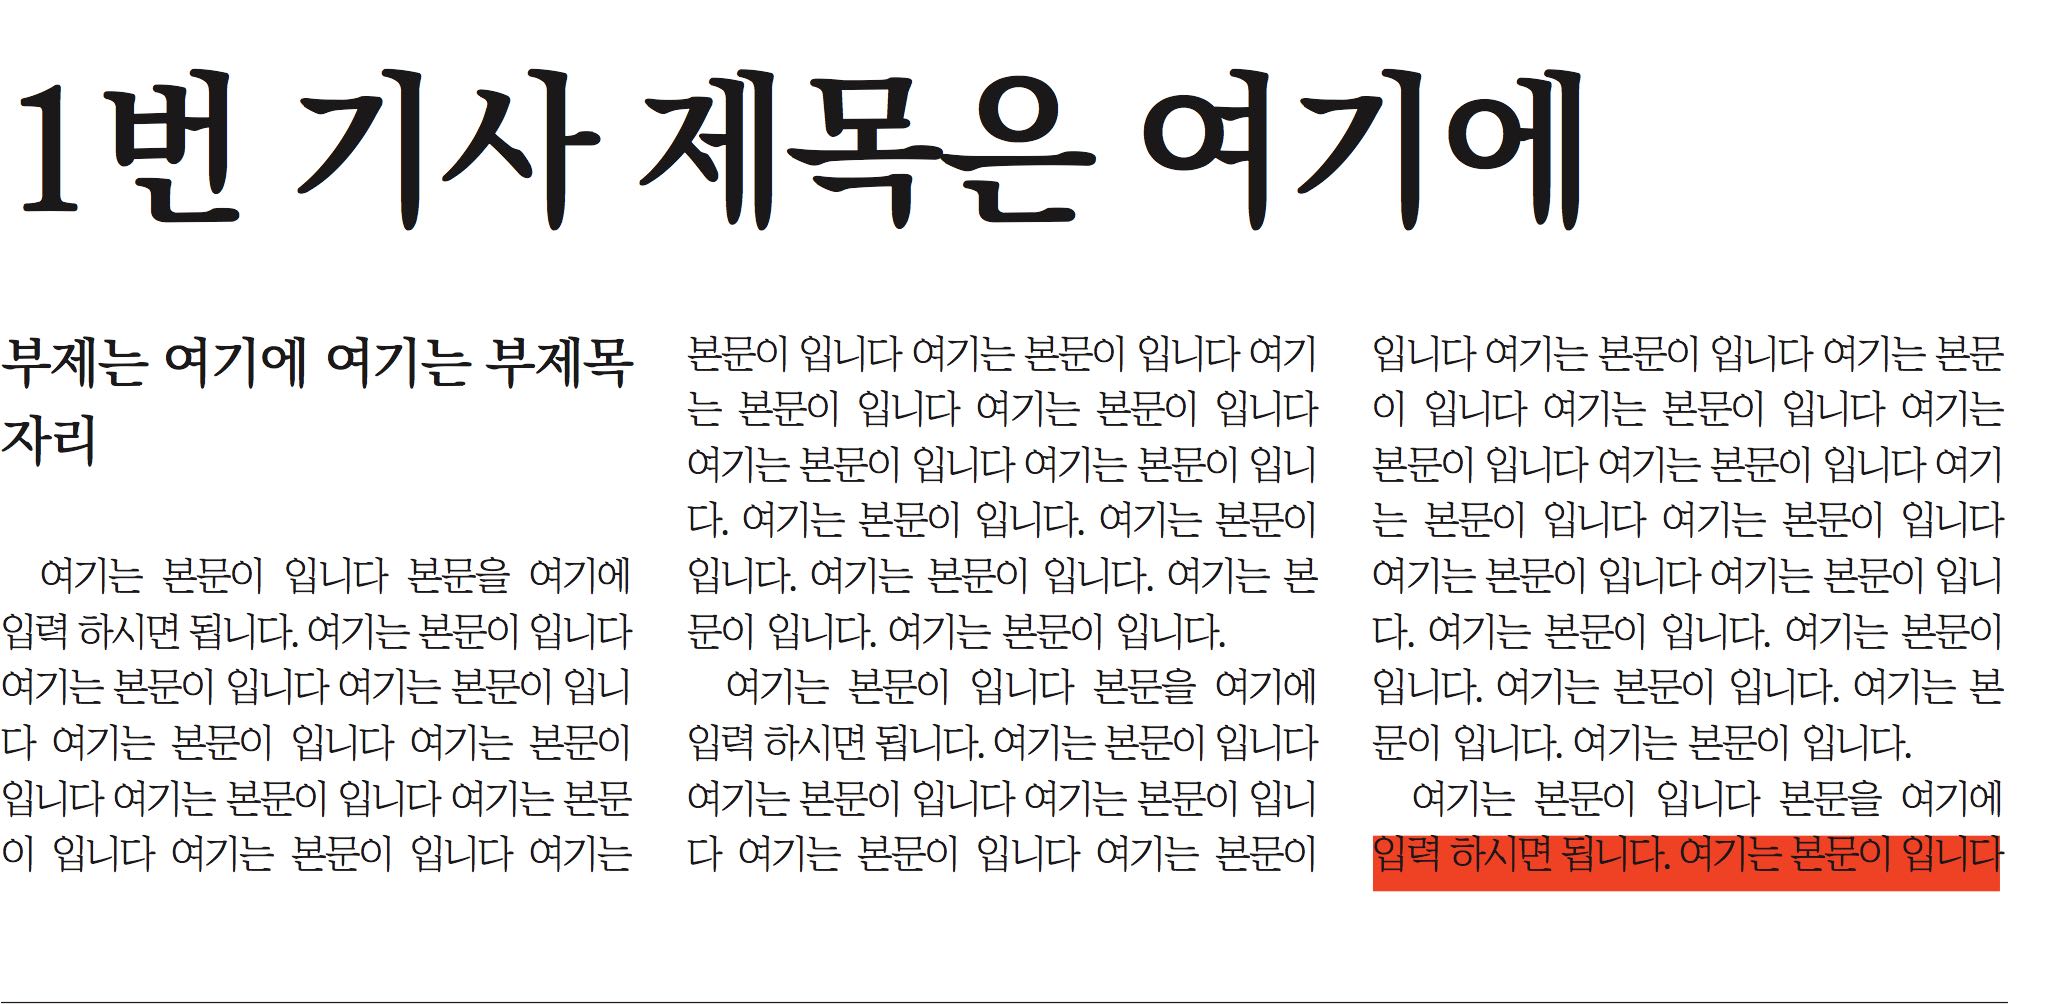 1번 기사 제목은 여기에
부제는 여기에 여기는 부제목
자리
여기는 본문이 입니다 본문을 여기에
입력 하시면 됩니다. 여기는 본문이 입니다
여기는 본문이 입니다 여기는 본문이 입니
다 여기는 본문이 입니다 여기는 본문이
입니다 여기는 본문이 입니다 여기는 본문
이 입니다 여기는 본문이 입니다 여기는
본문이 입니다 여기는 본문이 입니다 여기
는 본문이 입니다 여기는 본문이 입니다
여기는 본문이 입니다 여기는 본문이 입니
다. 여기는 본문이 입니다. 여기는 본문이
입니다. 여기는 본문이 입니다. 여기는 본
문이 입니다. 여기는 본문이 입니다.
여기는 본문이 입니다 본문을 여기에
입력 하시면 됩니다. 여기는 본문이 입니다
여기는 본문이 입니다 여기는 본문이 입니
다 여기는 본문이 입니다 여기는 본문이
입니다 여기는 본문이 입니다 여기는 본문
이 입니다 여기는 본문이 입니다 여기는
본문이 입니다 여기는 본문이 입니다 여기
는 본문이 입니다 여기는 본문이 입니다
여기는 본문이 입니다 여기는 본문이 입니
다. 여기는 본문이 입니다. 여기는 본문이
입니다. 여기는 본문이 입니다. 여기는 본
문이 입니다. 여기는 본문이 입니다.
여기는 본문이 입니다 본문을 여기에
입력 하시면 됩니다. 여기는 본문이 입니다